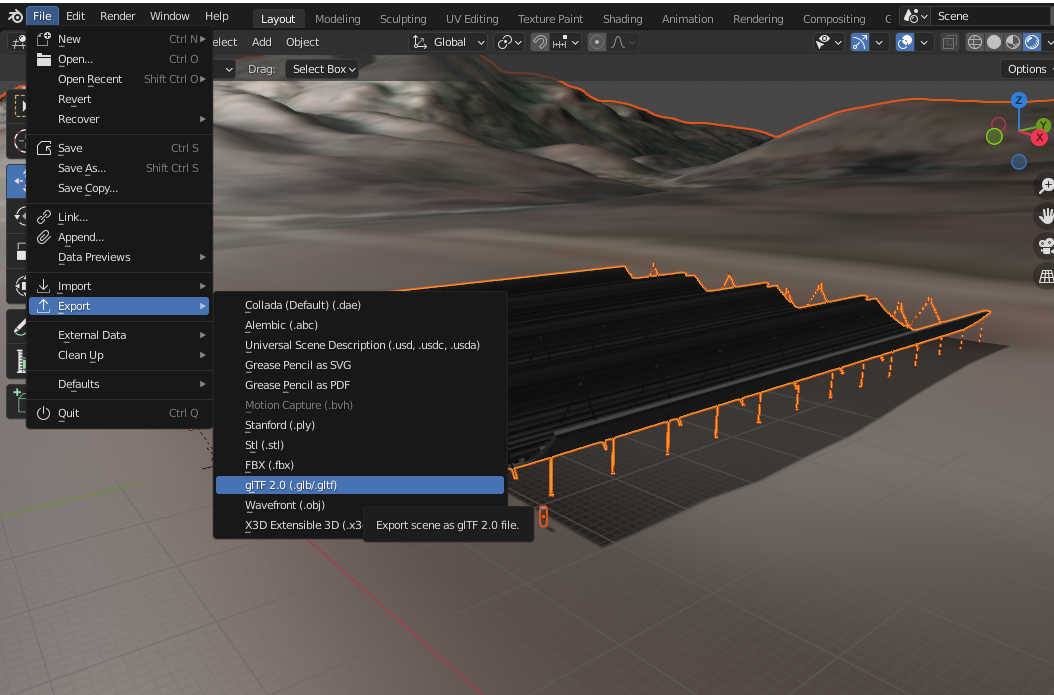 File Edit Render Window Help Layout Modeling Sculpting UV Editing Texture Paint Shading Animation Rendering Compositing Scene
New Ctrl N
elect Add Object Global
Open... Ctrl O
Drag: Select Box Options
Open Recent Shift Ctrl O
Revert
Recover
Save Ctrl S
Save As... Shift Ctrl S
Save Copy...
Link...
Append...
Data Previews
Import
Export
External Data
Clean Up
Defaults
Quit Ctrl Q
Collada (Default) (.dae)
Alembic (.abc)
Universal Scene Description (.usd, .usdc, .usda)
Grease Pencil as SVG
Grease Pencil as PDF
Motion Capture (.bvh)
Stanford (.ply)
Stl (.stl)
FBX (.fbx)
glTF 2.0 (.glb/.gltf)
Wavefront (.obj)
X3D Extensible 3D (.x3
Export scene as glTF 2.0 file.
Z
Y
X